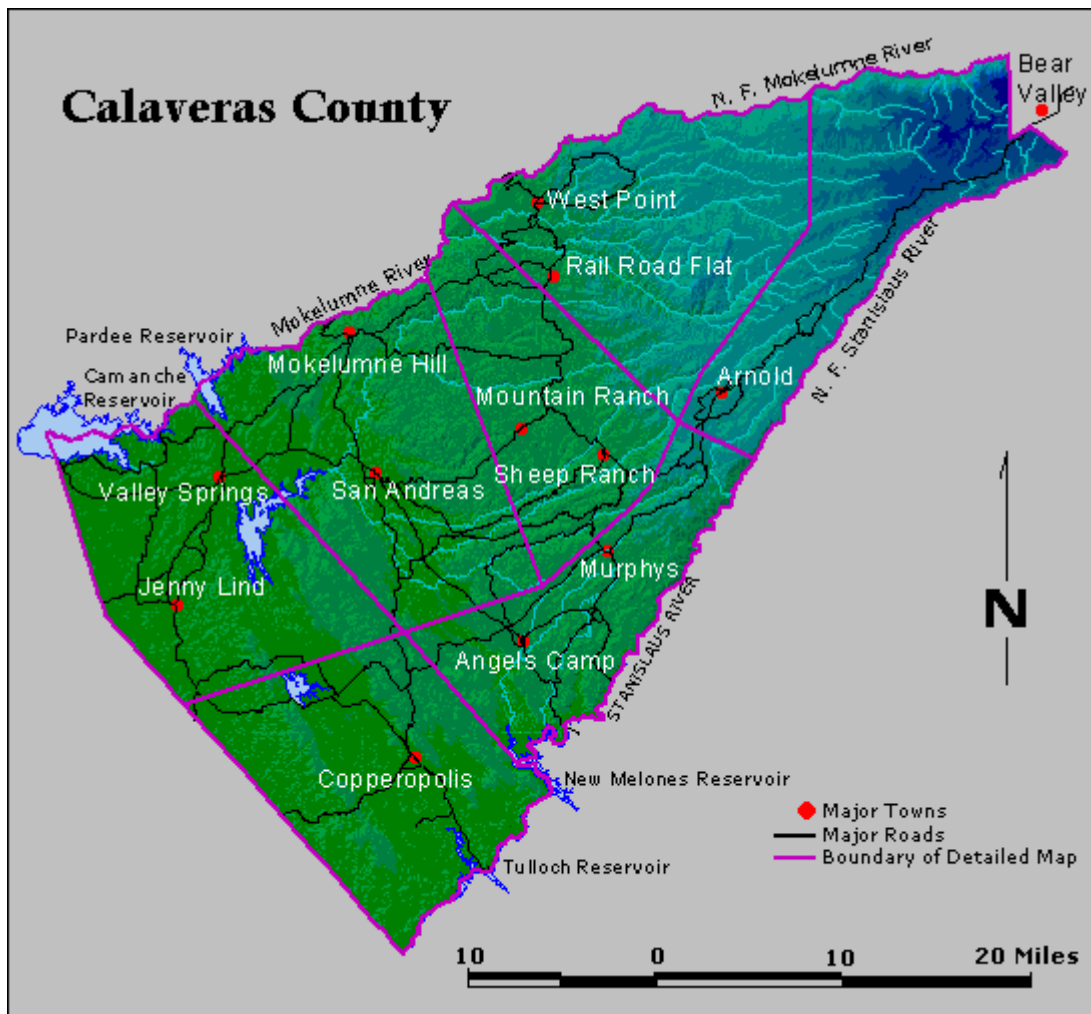 Calaveras County
N. F. Mokelumne River
Bear
Valley
West Point
Rail Road Flat
Mokelumne River
Pardee Reservoir
Mokelumne Hill
Camanche
Reservoir
Arnold
N. F. Stanislaus River
Mountain Ranch
Sheep Ranch
Valley Springs
San Andreas
Murphys
Jenny Lind
N
Angels Camp
STANISLAUS RIVER
Copperopolis
New Melones Reservoir
Major Towns
Major Roads
Boundary of Detailed Map
Tulloch Reservoir
10 0 10 20 Miles